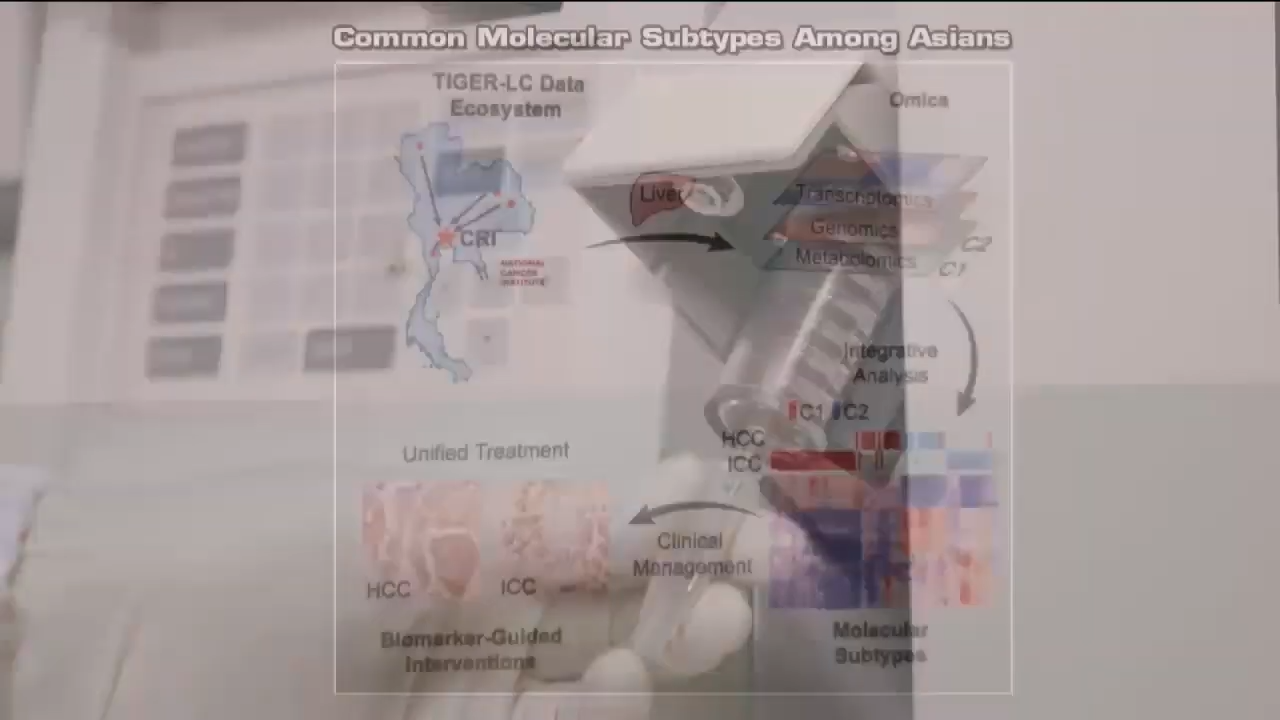 Common Molecular Subtypes Among Asians
TIGER-LC Data
Ecosystem
CRI
NATIONAL
CANCER
INSTITUTE
Liver
Omics
Transcriptomics
Genomics
Metabolomics
C2
C1
Integrative
Analysis
C1 C2
HCC
ICC
Molecular
Subtypes
Clinical
Management
Unified Treatment
HCC
ICC
Biomarker-Guided
Interventions